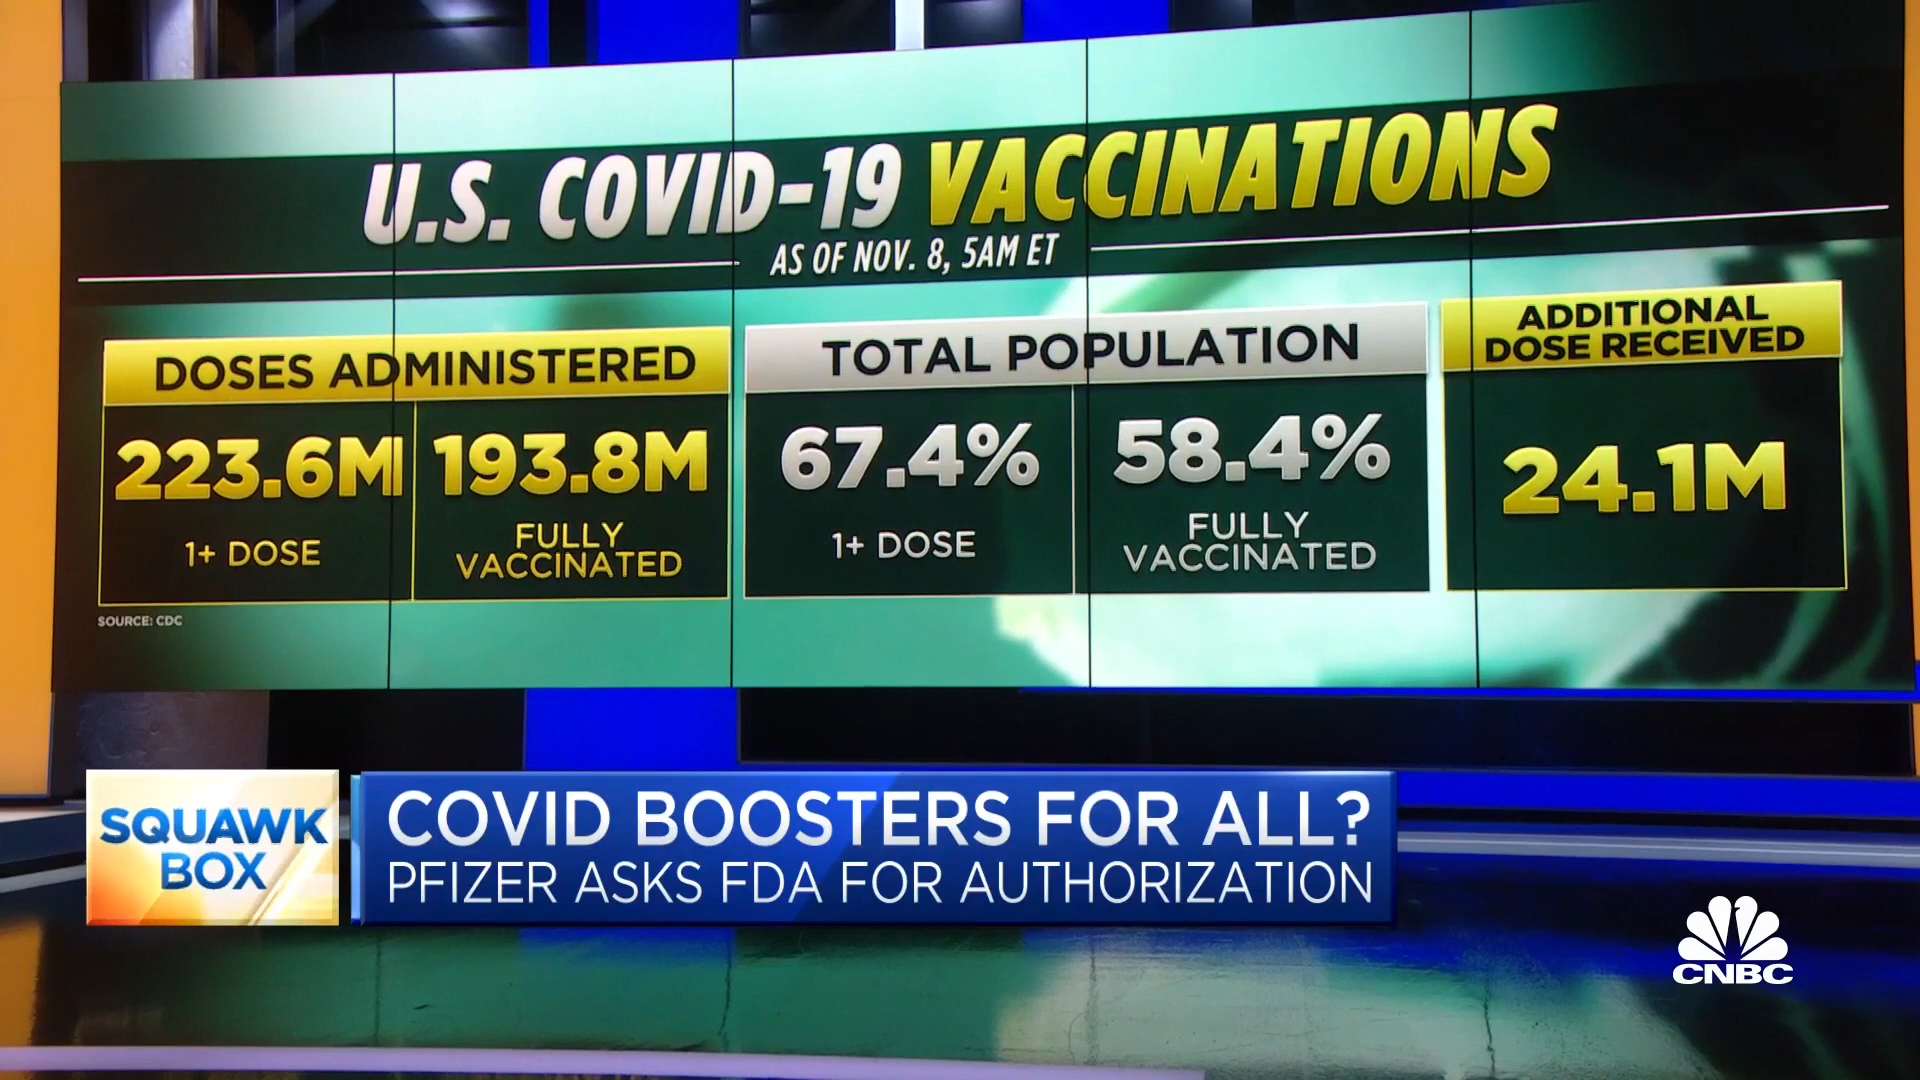 U.S. COVID-19 VACCINATIONS
AS OF NOV. 8, 5AM ET
DOSES ADMINISTERED
223.6M
1+ DOSE
193.8M
FULLY
VACCINATED
TOTAL POPULATION
67.4%
1+ DOSE
58.4%
FULLY
VACCINATED
ADDITIONAL
DOSE RECEIVED
24.1M
SOURCE: CDC
SQUAWK
BOX
COVID BOOSTERS FOR ALL?
PFIZER ASKS FDA FOR AUTHORIZATION
CNBC